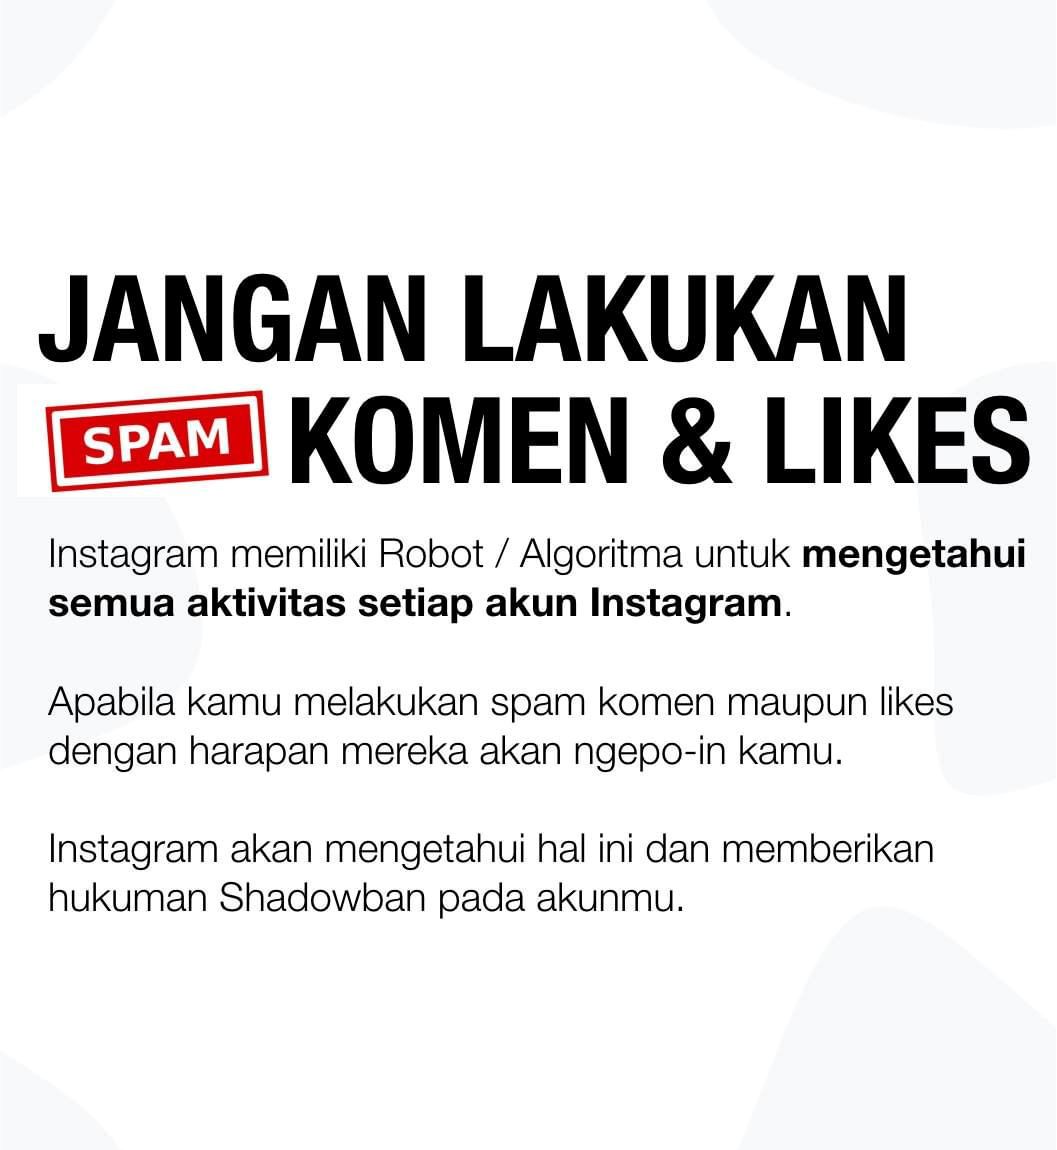 JANGAN LAKUKAN
SPAM KOMEN & LIKES
Instagram memiliki Robot / Algoritma untuk mengetahui
semua aktivitas setiap akun Instagram.
Apabila kamu melakukan spam komen maupun likes
dengan harapan mereka akan ngepo-in kamu.
Instagram akan mengetahui hal ini dan memberikan
hukuman Shadowban pada akunmu.